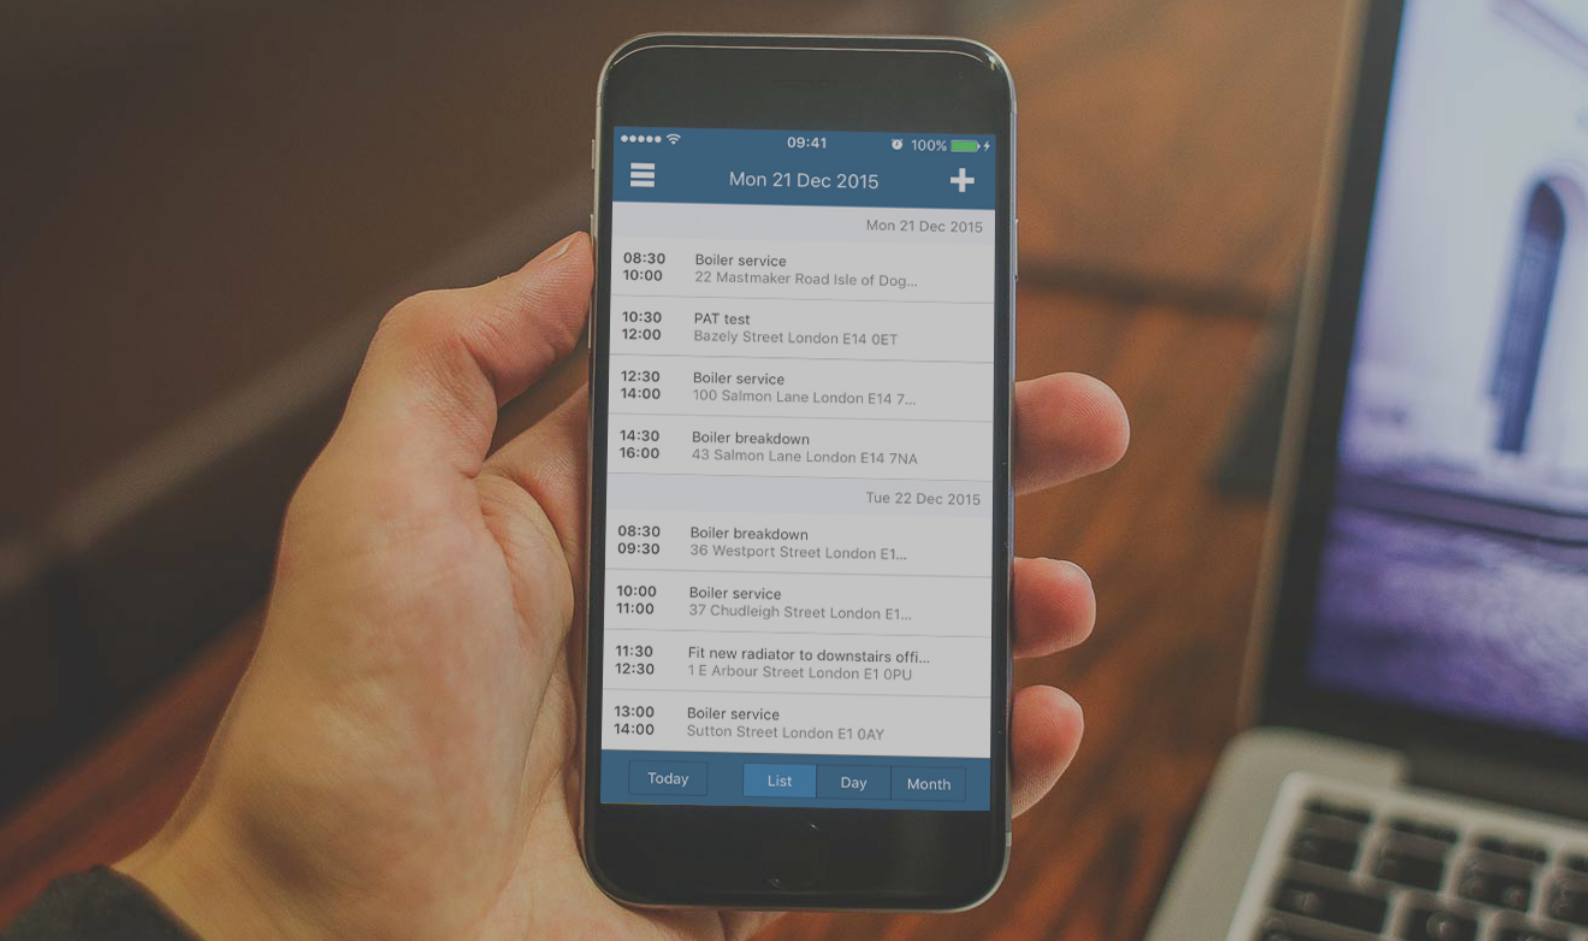 09:41
100%
Mon 21 Dec 2015
Mon 21 Dec 2015
08:30 Boiler service
10:00 22 Mastmaker Road Isle of Dog...
10:30 PAT test
12:00 Bazely Street London E14 0ET
12:30 Boiler service
14:00 100 Salmon Lane London E14 7...
14:30 Boiler breakdown
16:00 43 Salmon Lane London E14 7NA
Tue 22 Dec 2015
08:30 Boiler breakdown
09:30 36 Westport Street London E1...
10:00 Boiler service
11:00 37 Chudleigh Street London E1...
11:30 Fit new radiator to downstairs offi...
12:30 1 E Arbour Street London E1 0PU
13:00 Boiler service
14:00 Sutton Street London E1 0AY
Today List Day Month